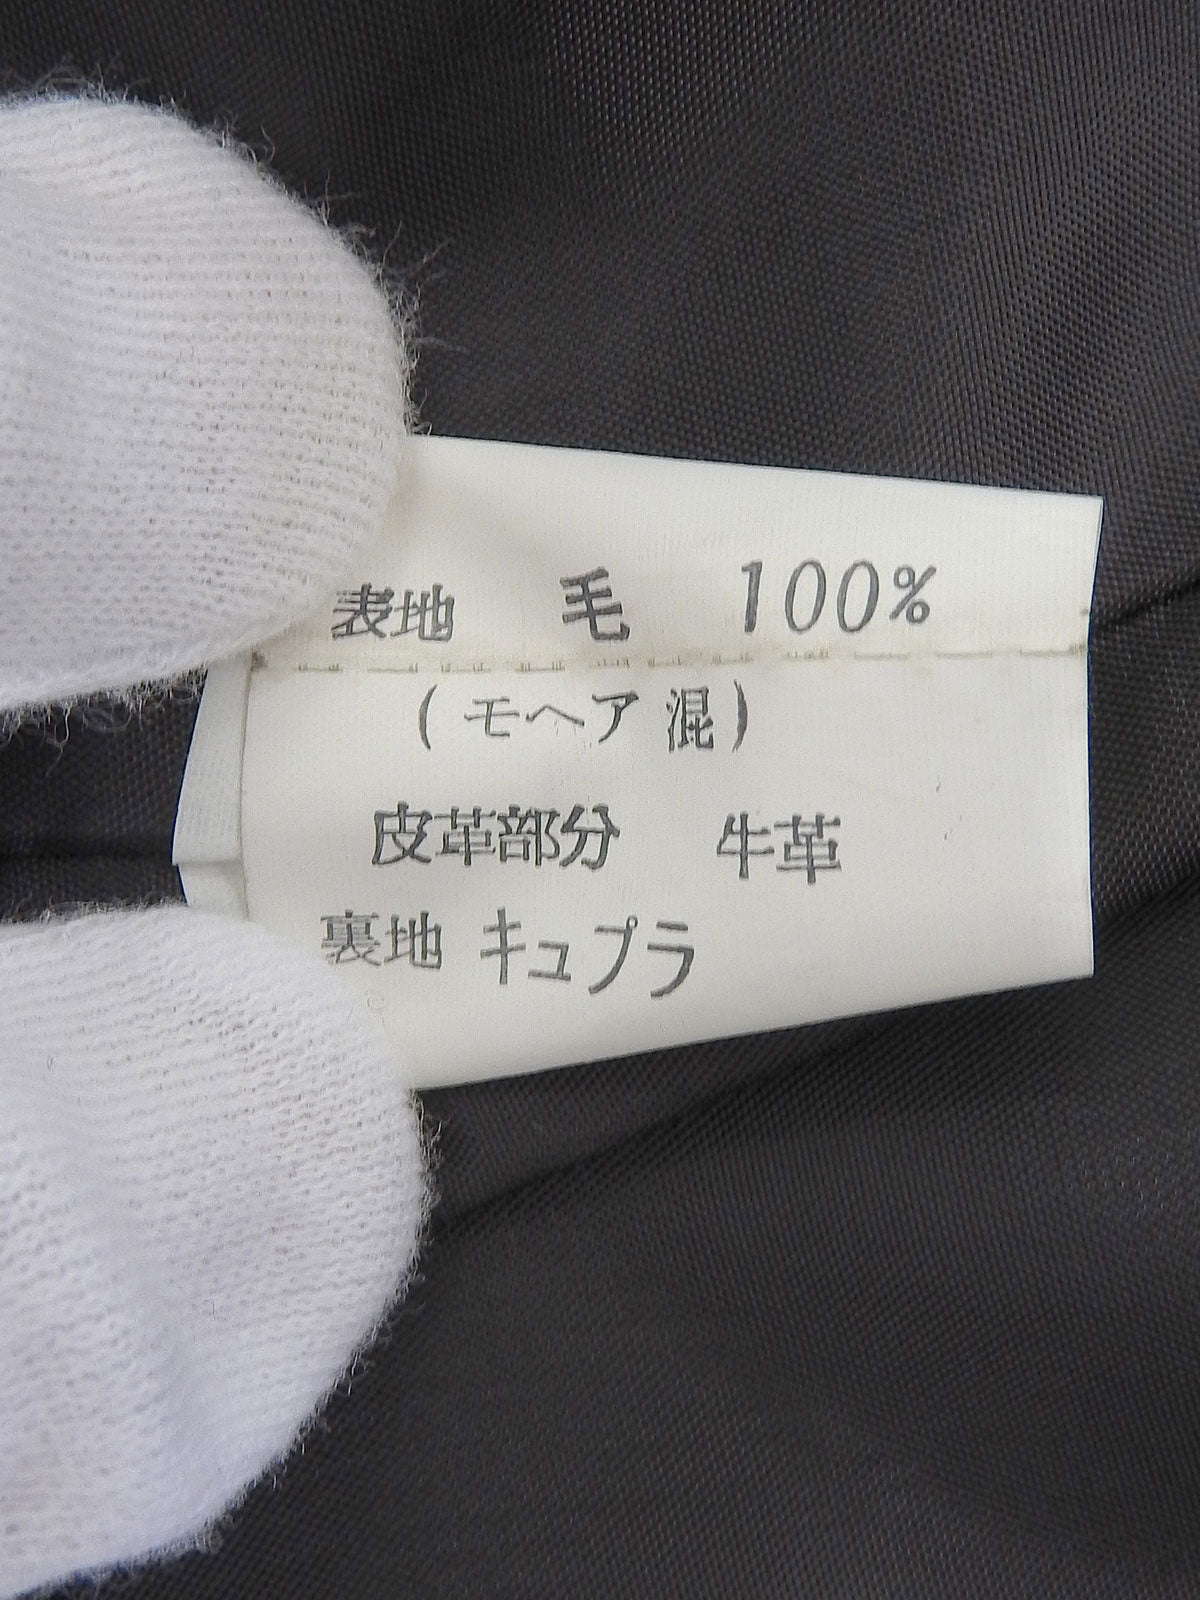 表地 毛 100%
(モヘア 混)
皮革部分 牛革
裏地 キュプラ